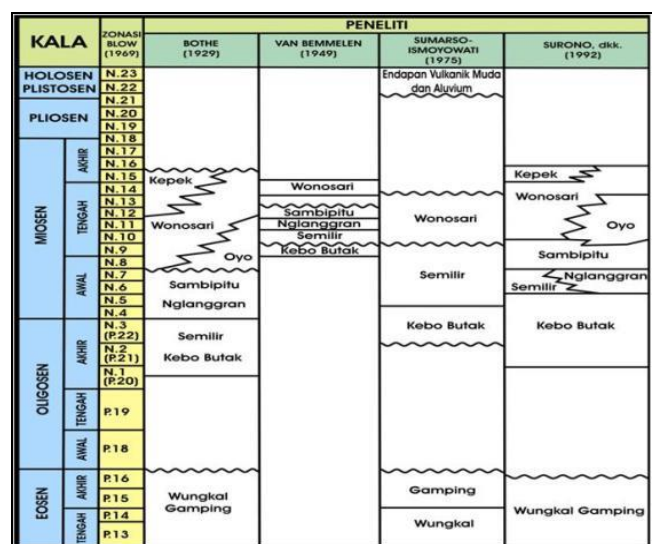 KALA
ZONASI
BLOW
(1969)
PENELITI
BOTHE
(1929)
VAN BEMMELEN
(1949)
SUMARSO-
ISMOYOWATI
(1975)
SURONO, dkk.
(1992)
HOLOSEN
PLISTOSEN
PLIOSEN
MIOSEN
AKHIR
TENGAH
AWAL
OLIGOSEN
AKHIR
TENGAH
AWAL
EOSEN
AKHIR
TENGAH
N.23
N.22
N.21
N.20
N.19
N.18
N.17
N.16
N.15
N.14
N.13
N.12
N.11
N.10
N.9
N.8
N.7
N.6
N.5
N.4
N.3
(P.22)
N.2
(P.21)
N.1
(P.20)
P.19
P.18
P.16
P.15
P.14
P.13
Kepek
Wonosari
Oyo
Sambipitu
Nglanggran
Semilir
Kebo Butak
Wungkal
Gamping
Wonosari
Sambipitu
Nglanggran
Semilir
Kebo Butak
Endapan Vulkanik Muda
dan Aluvium
Wonosari
Semilir
Kebo Butak
Gamping
Wungkal
Kepek
Wonosari
Oyo
Sambipitu
Nglanggran
Semilir
Kebo Butak
Wungkal Gamping